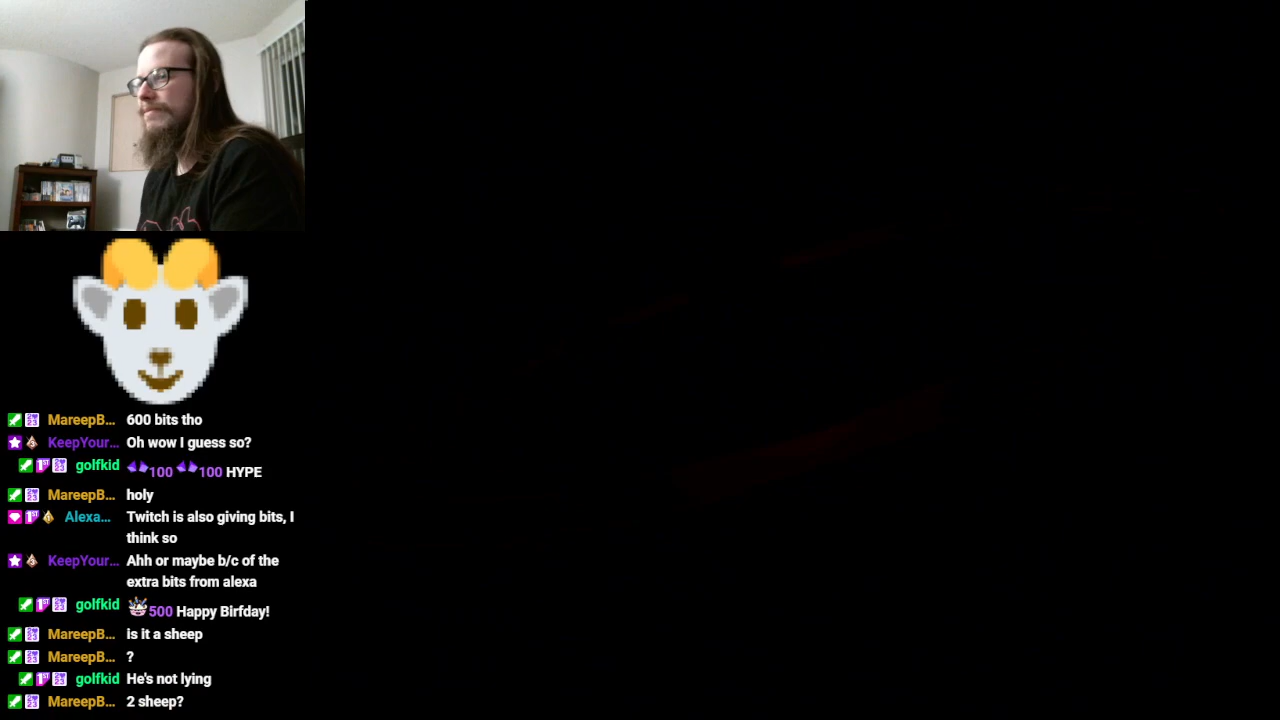 MareepB... 600 bits tho
KeepYour... Oh wow I guess so?
golfkid 100 100 HYPE
MareepB... holy
Alexa... Twitch is also giving bits, I
think so
KeepYour... Ahh or maybe b/c of the
extra bits from alexa
golfkid 500 Happy Birfday!
MareepB... is it a sheep
MareepB... ?
golfkid He's not lying
MareepB... 2 sheep?